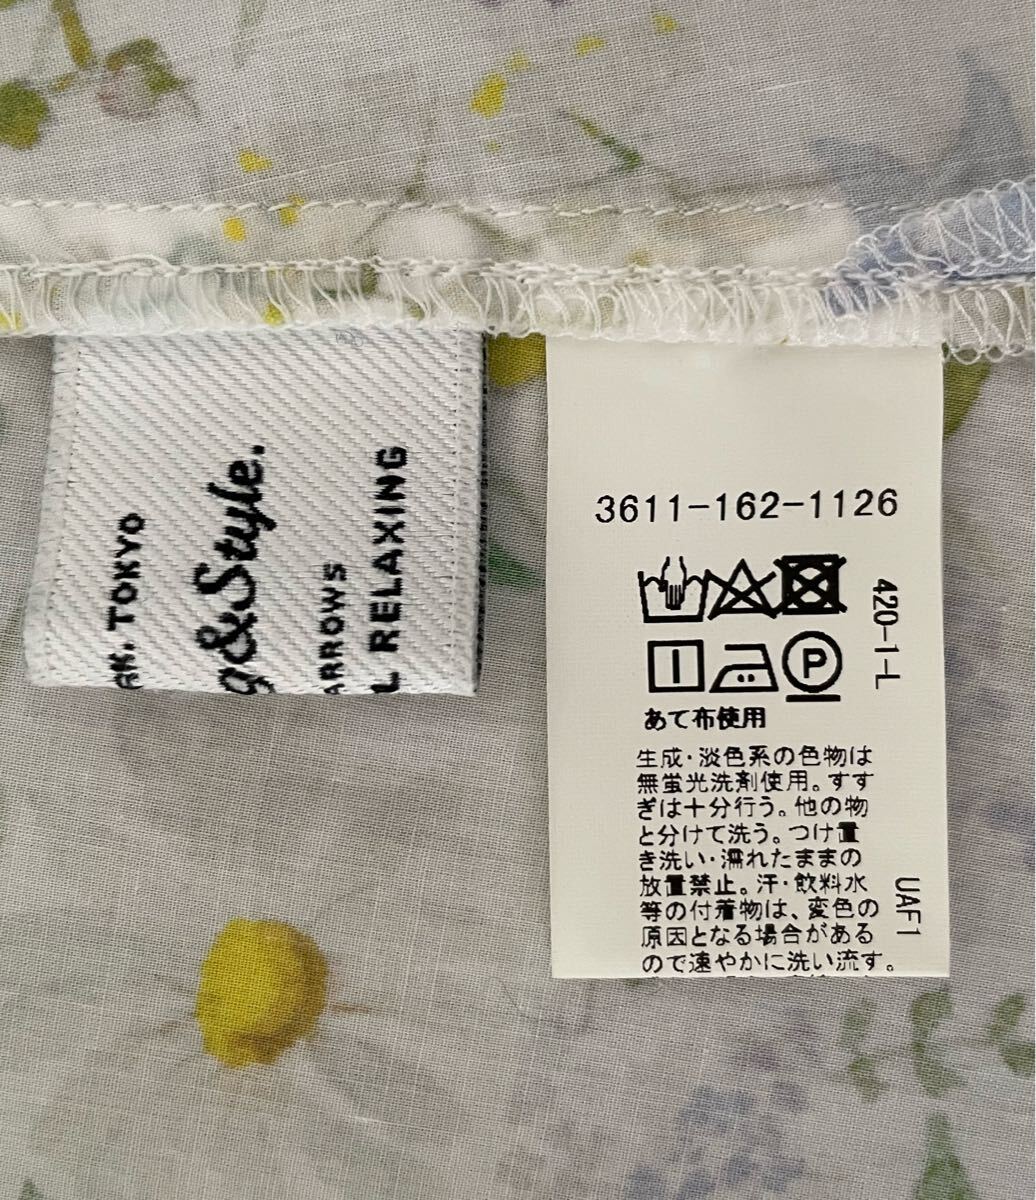 RK. TOKYO
g&Style.
ARROWS
L RELAXING
3611-162-1126
420-1-L
P
あて布使用
生成・淡色系の色物は
無蛍光洗剤使用。すす
ぎは十分行う。他の物
と分けて洗う。つけ置
き洗い・濡れたままの
放置禁止。汗・飲料水
等の付着物は、変色の
原因となる場合がある
ので速やかに洗い流す。
UAF1